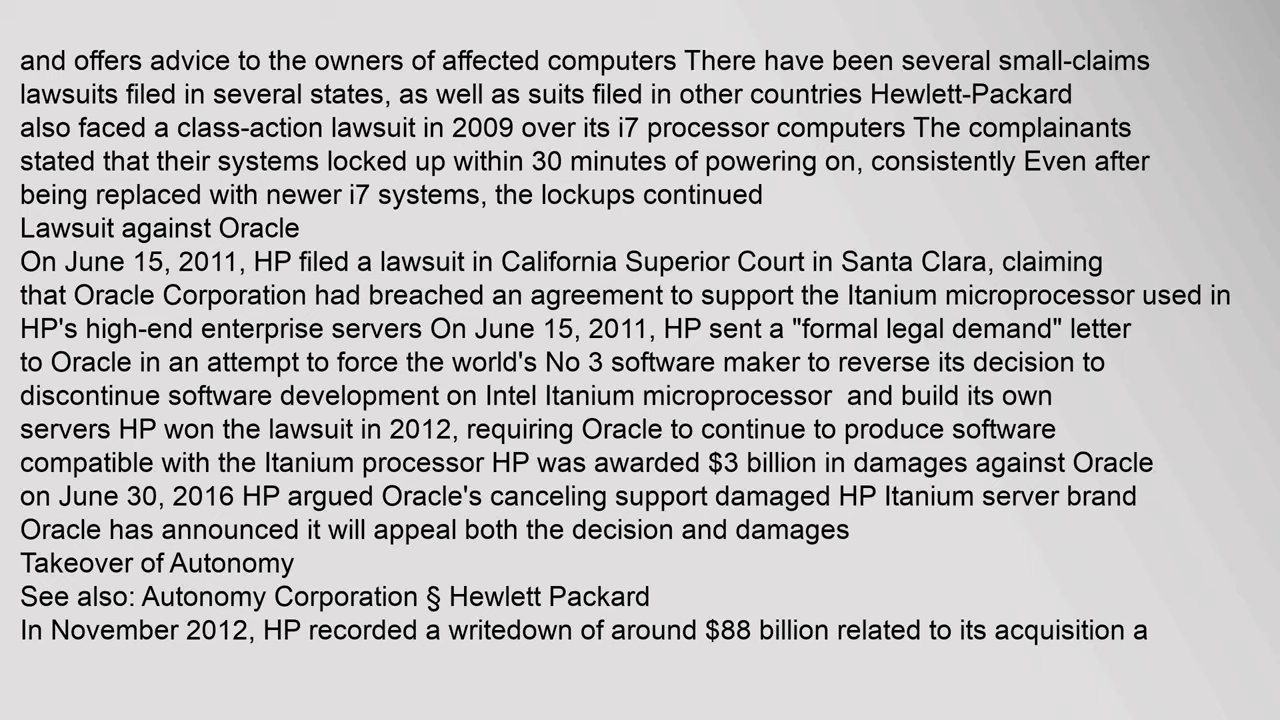 and offers advice to the owners of affected computers There have been several small-claims
lawsuits filed in several states, as well as suits filed in other countries Hewlett-Packard
also faced a class-action lawsuit in 2009 over its i7 processor computers The complainants
stated that their systems locked up within 30 minutes of powering on, consistently Even after
being replaced with newer i7 systems, the lockups continued
Lawsuit against Oracle
On June 15, 2011, HP filed a lawsuit in California Superior Court in Santa Clara, claiming
that Oracle Corporation had breached an agreement to support the Itanium microprocessor used in
HP's high-end enterprise servers On June 15, 2011, HP sent a "formal legal demand" letter
to Oracle in an attempt to force the world's No 3 software maker to reverse its decision to
discontinue software development on Intel Itanium microprocessor  and build its own
servers HP won the lawsuit in 2012, requiring Oracle to continue to produce software
compatible with the Itanium processor HP was awarded $3 billion in damages against Oracle
on June 30, 2016 HP argued Oracle's canceling support damaged HP Itanium server brand
Oracle has announced it will appeal both the decision and damages
Takeover of Autonomy
See also: Autonomy Corporation § Hewlett Packard
In November 2012, HP recorded a writedown of around $88 billion related to its acquisition a